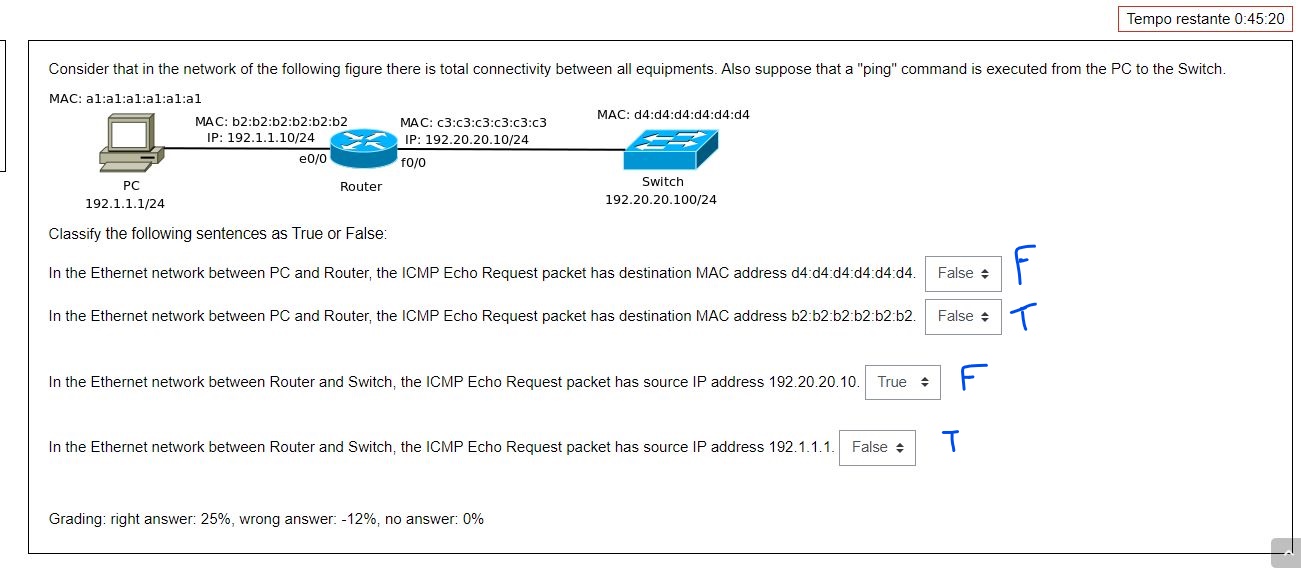 Tempo restante 0:45:20
Consider that in the network of the following figure there is total connectivity between all equipments. Also suppose that a "ping" command is executed from the PC to the Switch.
MAC: a1:a1:a1:a1:a1:a1
MAC: b2:b2:b2:b2:b2:b2
IP: 192.1.1.10/24
e0/0
MAC: c3:c3:c3:c3:c3:c3
IP: 192.20.20.10/24
f0/0
MAC: d4:d4:d4:d4:d4:d4
PC
192.1.1.1/24
Router
Switch
192.20.20.100/24
Classify the following sentences as True or False:
In the Ethernet network between PC and Router, the ICMP Echo Request packet has destination MAC address d4:d4:d4:d4:d4:d4. False F
In the Ethernet network between PC and Router, the ICMP Echo Request packet has destination MAC address b2:b2:b2:b2:b2:b2. False T
In the Ethernet network between Router and Switch, the ICMP Echo Request packet has source IP address 192.20.20.10. True F
In the Ethernet network between Router and Switch, the ICMP Echo Request packet has source IP address 192.1.1.1. False T
Grading: right answer: 25%, wrong answer: -12%, no answer: 0%